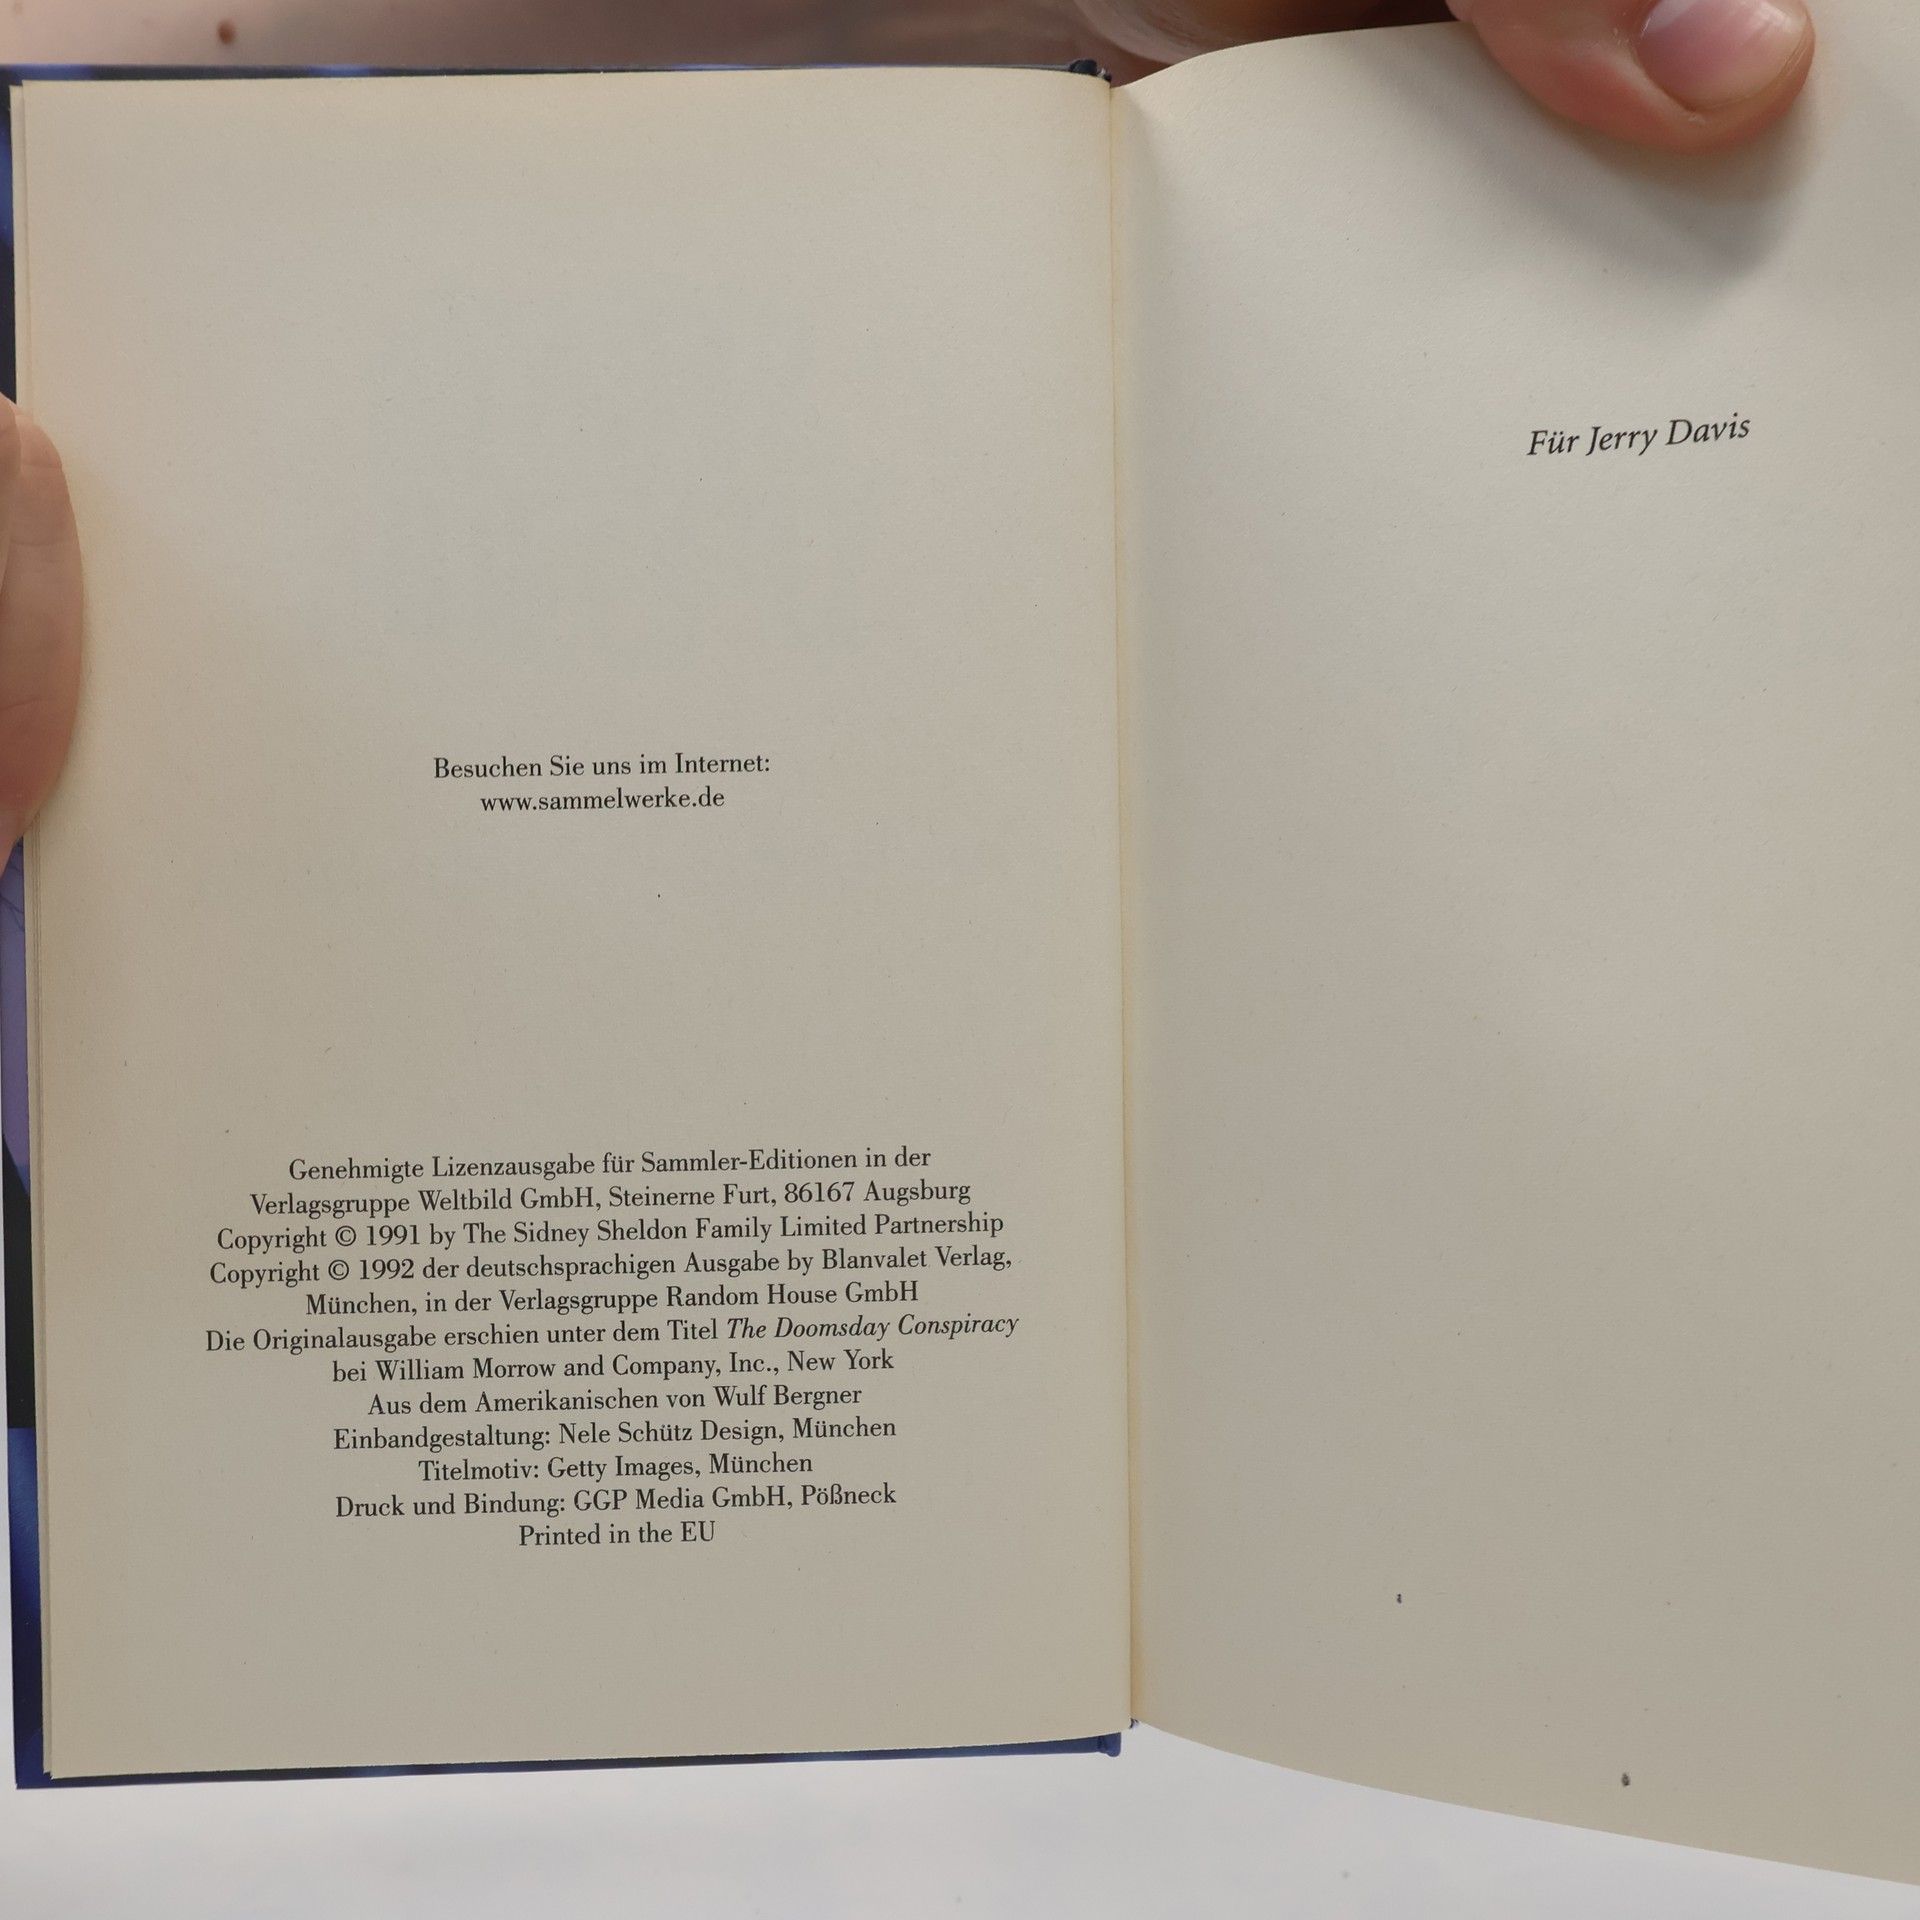 Besuchen Sie uns im Internet:
www.sammelwerke.de
Genehmigte Lizenzausgabe für Sammler-Editionen in der
Verlagsgruppe Weltbild GmbH, Steinerne Furt, 86167 Augsburg
Copyright © 1991 by The Sidney Sheldon Family Limited Partnership
Copyright © 1992 der deutschsprachigen Ausgabe by Blanvalet Verlag,
München, in der Verlagsgruppe Random House GmbH
Die Originalausgabe erschien unter dem Titel The Doomsday Conspiracy
bei William Morrow and Company, Inc., New York
Aus dem Amerikanischen von Wulf Bergner
Einbandgestaltung: Nele Schütz Design, München
Titelmotiv: Getty Images, München
Druck und Bindung: GGP Media GmbH, Pößneck
Printed in the EU
Für Jerry Davis